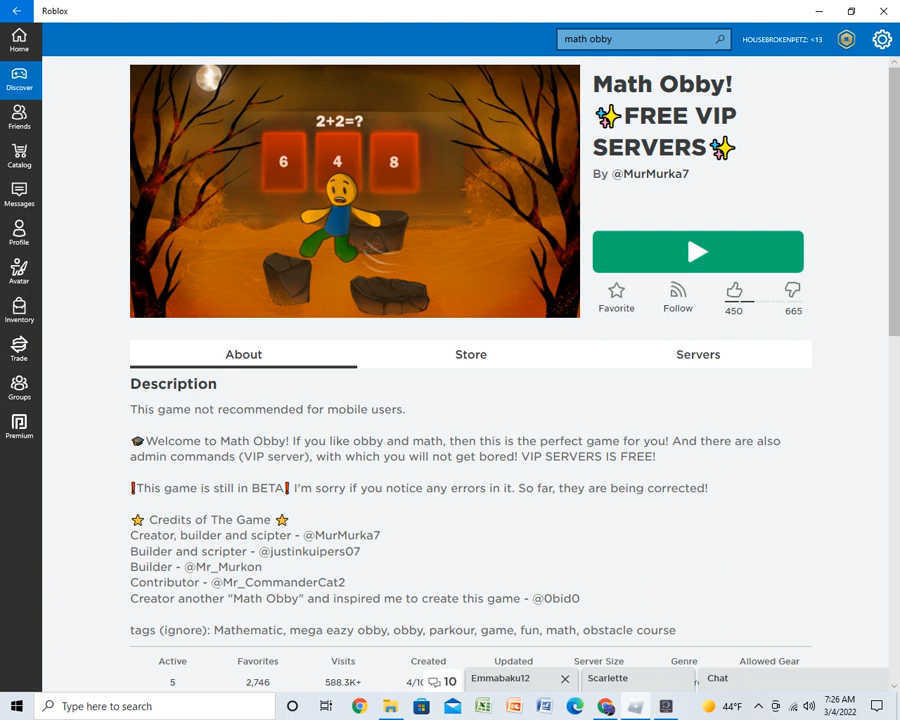 Roblox
Home
math obby
HOUSEBROKENPETZ: <13
Discover
Friends
Catalog
Messages
Profile
Avatar
Inventory
Trade
Groups
Premium
2+2=?
6 4 8
Math Obby!
✨FREE VIP
SERVERS✨
By @MurMurka7
Favorite Follow 450 665
About Store Servers
Description
This game not recommended for mobile users.
🎓Welcome to Math Obby! If you like obby and math, then this is the perfect game for you! And there are also
admin commands (VIP server), with which you will not get bored! VIP SERVERS IS FREE!
❗This game is still in BETA❗ I'm sorry if you notice any errors in it. So far, they are being corrected!
⭐ Credits of The Game ⭐
Creator, builder and scipter - @MurMurka7
Builder and scripter - @justinkuipers07
Builder - @Mr_Murkon
Contributor - @Mr_CommanderCat2
Creator another "Math Obby" and inspired me to create this game - @0bid0
tags (ignore): Mathematic, mega eazy obby, obby, parkour, game, fun, math, obstacle course
Active Favorites Visits Created Updated Server Size Genre Allowed Gear
5 2,746 588.3K+ 4/10
10
Emmabaku12
Scarlette
Chat
Type here to search
44°F
7:26 AM
3/4/2022